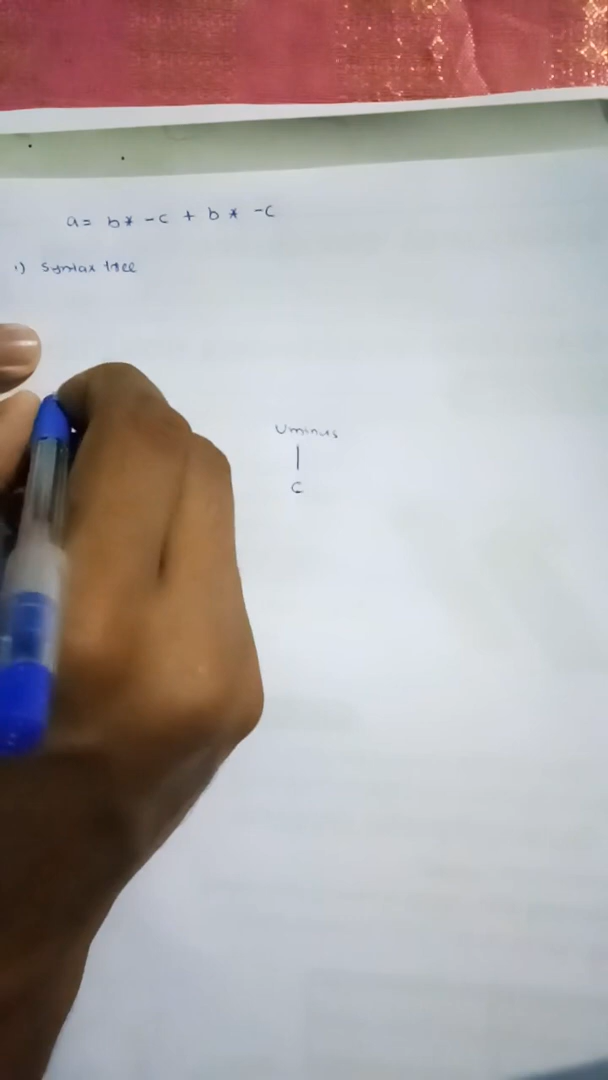 a = b * -c + b * -c
1) Syntax tree
Uminus
c